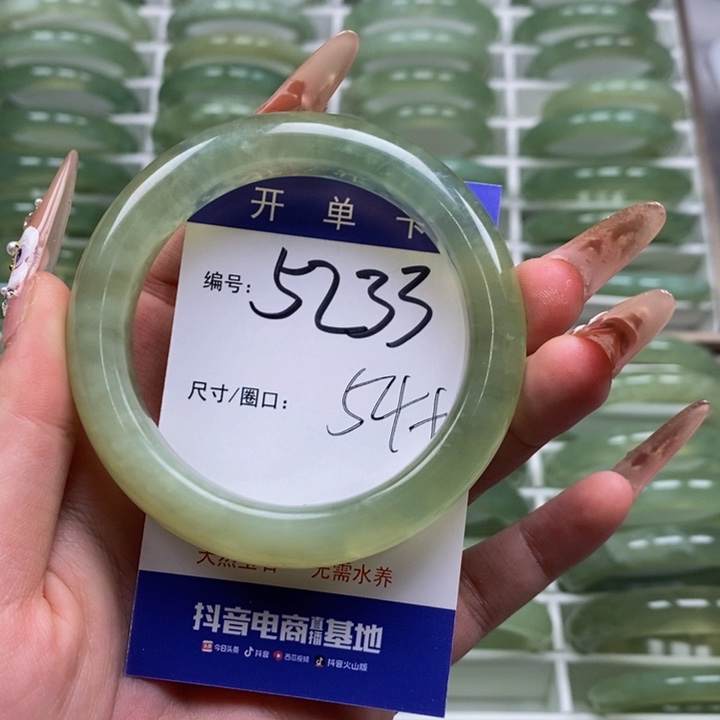 开单卡
编号：5233
尺寸/圈口：54+
天然玉石 无需水养
抖音电商直播基地
今日头条 抖音 西瓜视频 抖音火山版